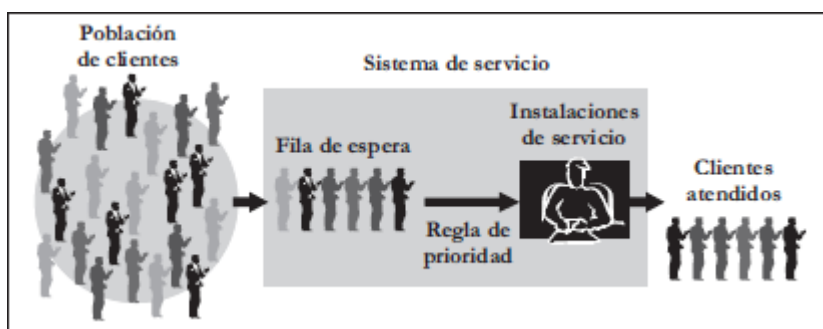 Población
de clientes
Sistema de servicio
Fila de espera
Instalaciones
de servicio
Regla de
prioridad
Clientes
atendidos